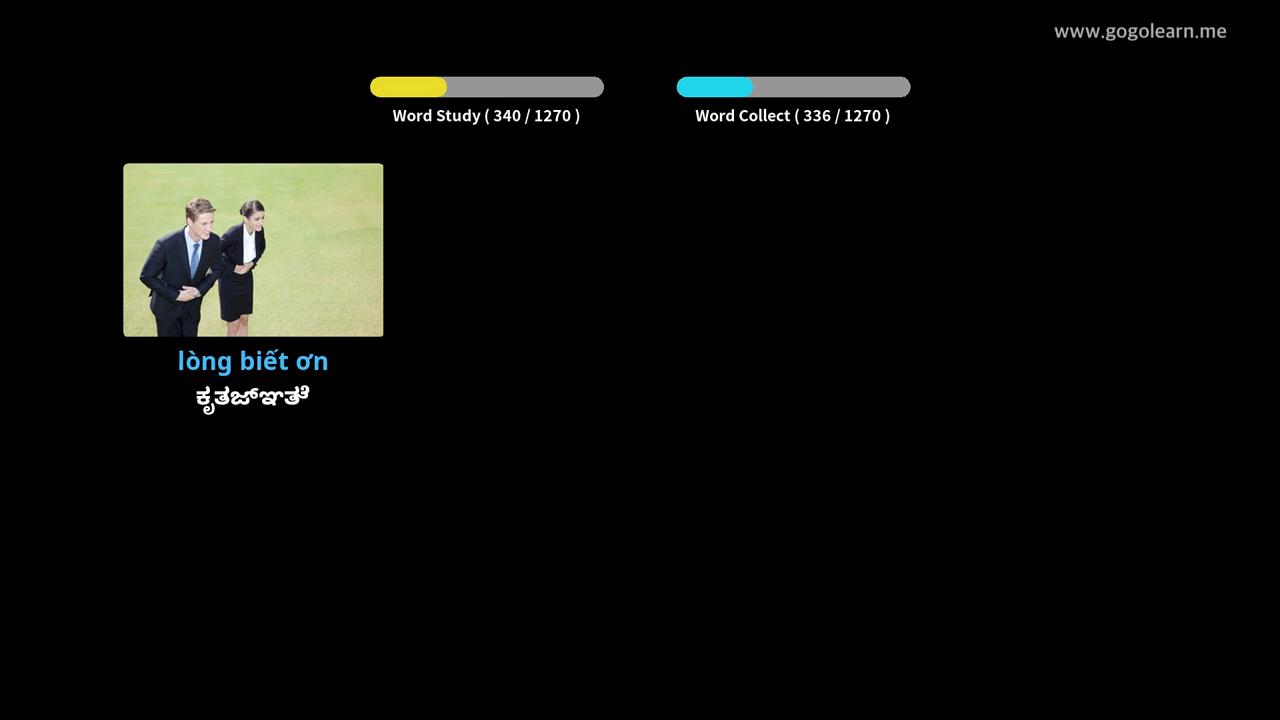 www.gogolearn.me
Word Study ( 340 / 1270 )
Word Collect ( 336 / 1270 )
lòng biết ơn
ಕೃತಜ್ಞತೆ